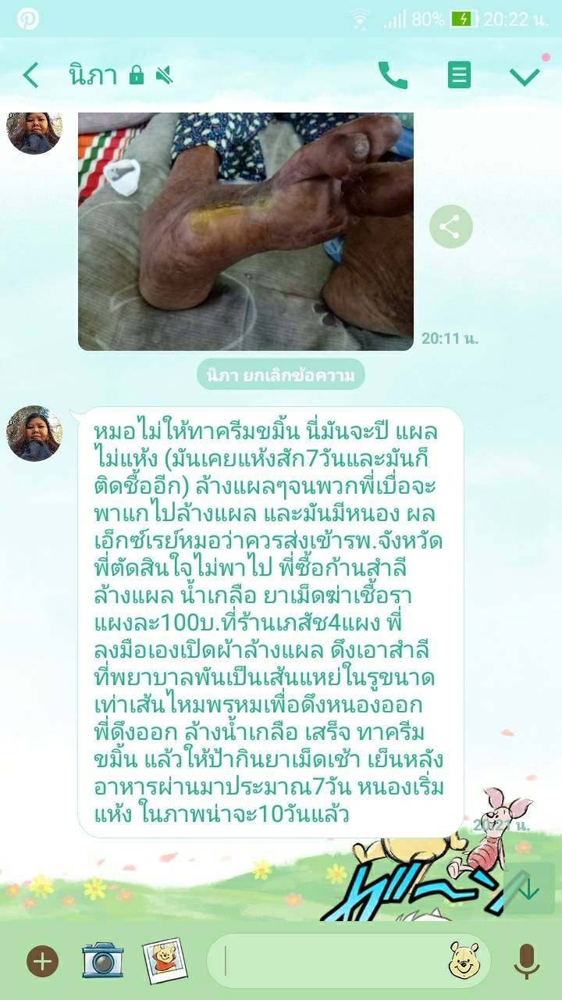 80%
20:22 น.
นิภา
20:11 น.
นิภา ยกเลิกข้อความ
หมอไม่ให้ทาครีมขมิ้น นี่มันจะปี แผล
ไม่แห้ง (มันเคยแห้งสัก7วันและมันก็
ติดชื้ออีก) ล้างแผลๆจนพวกพี่เบื่อจะ
พาแกไปล้างแผล และมันมีหนอง ผล
เอ็กซ์เรย์หมอว่าควรส่งเข้ารพ.จังหวัด
พี่ตัดสินใจไม่พาไป พี่ซื้อก้านสำลี
ล้างแผล น้ำเกลือ ยาเม็ดฆ่าเชื้อรา
แผงละ100บ.ที่ร้านเภสัช4แผง พี่
ลงมือเองเปิดผ้าล้างแผล ดึงเอาสำลี
ที่พยาบาลพันเป็นเส้นแหย่ในรูขนาด
เท่าเส้นไหมพรหมเพื่อดึงหนองออก
พี่ดึงออก ล้างน้ำเกลือ เสร็จ ทาครีม
ขมิ้น แล้วให้ป้ากินยาเม็ดเช้า เย็นหลัง
อาหารผ่านมาประมาณ7วัน หนองเริ่ม
แห้ง ในภาพน่าจะ10วันแล้ว
20:21 น.
ガーン